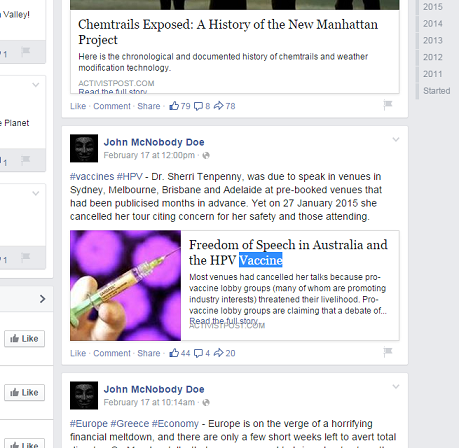 Valley!
1
Planet
1
1
Like
Like
Like
Chemtrails Exposed: A History of the New Manhattan
Project
Here is the chronological and documented history of chemtrails and weather
modification technology.
ACTIVISTPOST.COM
Read the full story
Like · Comment · Share · 79 8 78
John McNobody Doe
February 17 at 12:00pm ·
#vaccines #HPV - Dr. Sherri Tenpenny, was due to speak in venues in
Sydney, Melbourne, Brisbane and Adelaide at pre-booked venues that
had been publicised months in advance. Yet on 27 January 2015 she
cancelled her tour citing concern for her safety and those attending.
Freedom of Speech in Australia and
the HPV Vaccine
Most venues had cancelled her talks because pro-
vaccine lobby groups (many of whom are promoting
industry interests) threatened their livelihood. Pro-
vaccine groups are claiming that a debate of...
Read the full story
ACTIVISTPOST.COM
Like · Comment · Share · 44 4 20
John McNobody Doe
February 17 at 10:14am ·
#Europe #Greece #Economy - Europe is on the verge of a horrifying
financial meltdown, and there are only a few short weeks left to avert total
2015
2014
2013
2012
2011
Started